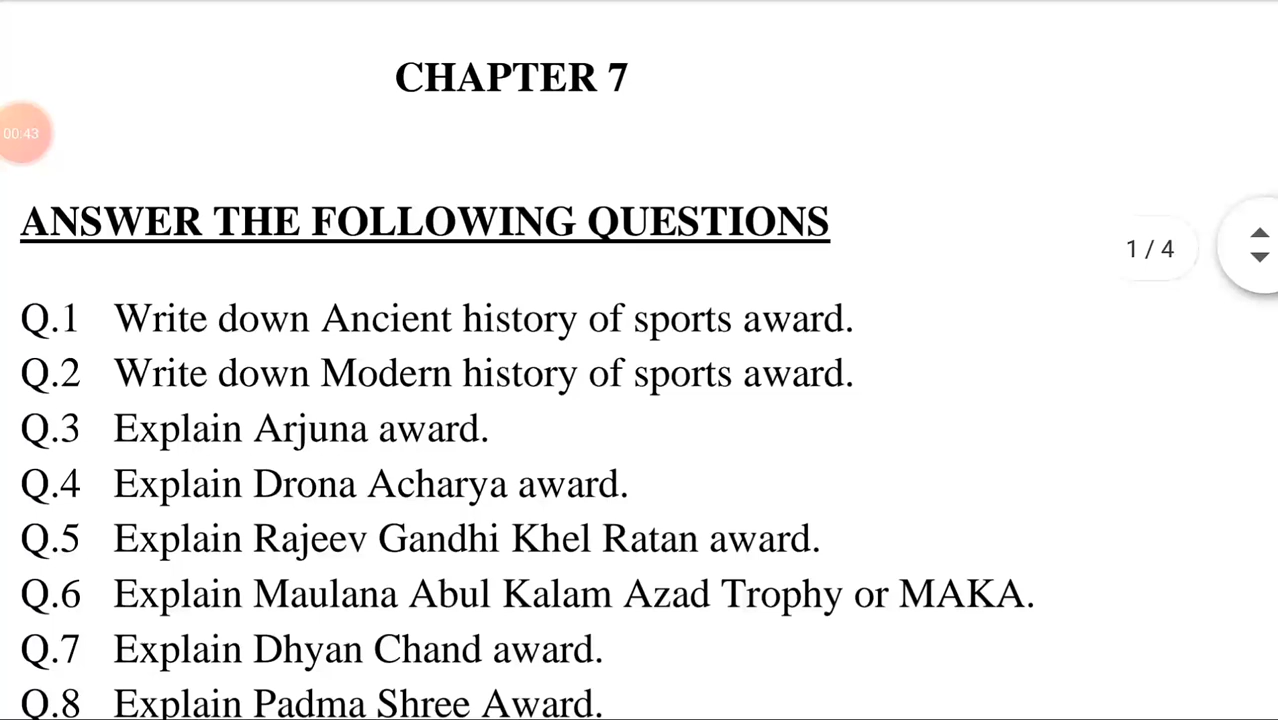 CHAPTER 7
00:43
ANSWER THE FOLLOWING QUESTIONS
1 / 4
Q.1 Write down Ancient history of sports award.
Q.2 Write down Modern history of sports award.
Q.3 Explain Arjuna award.
Q.4 Explain Drona Acharya award.
Q.5 Explain Rajeev Gandhi Khel Ratan award.
Q.6 Explain Maulana Abul Kalam Azad Trophy or MAKA.
Q.7 Explain Dhyan Chand award.
Q.8 Explain Padma Shree Award.